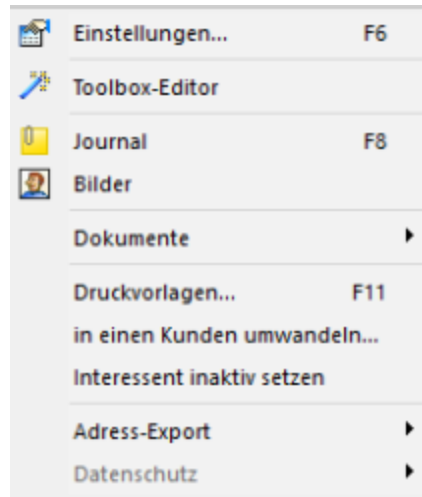 Einstellungen... F6
Toolbox-Editor
Journal F8
Bilder
Dokumente
Druckvorlagen... F11
in einen Kunden umwandeln...
Interessent inaktiv setzen
Adress-Export
Datenschutz